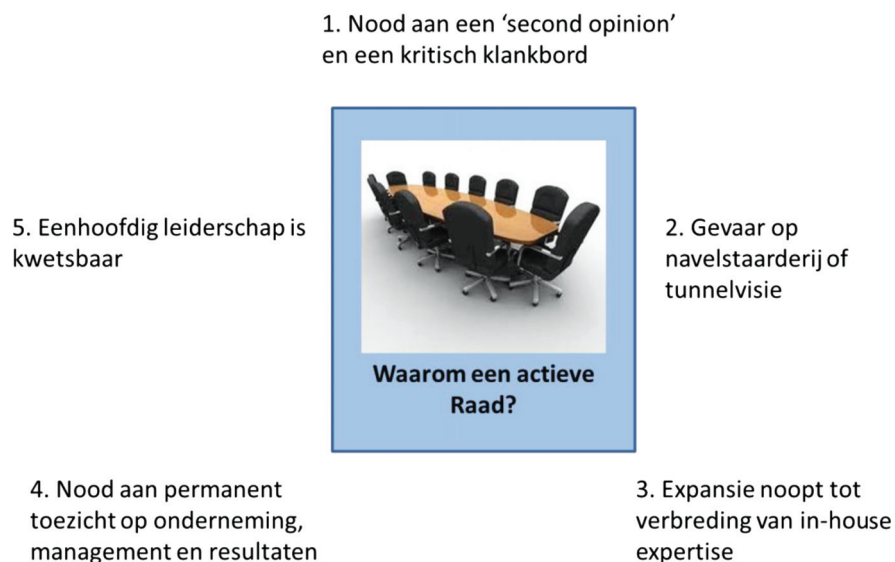 1. Nood aan een ‘second opinion’
en een kritisch klankbord
2. Gevaar op
navelstaarderij of
tunnelvisie
3. Expansie noopt tot
verbreding van in-house
expertise
4. Nood aan permanent
toezicht op onderneming,
management en resultaten
5. Eenhoofdig leiderschap is
kwetsbaar
Waarom een actieve
Raad?